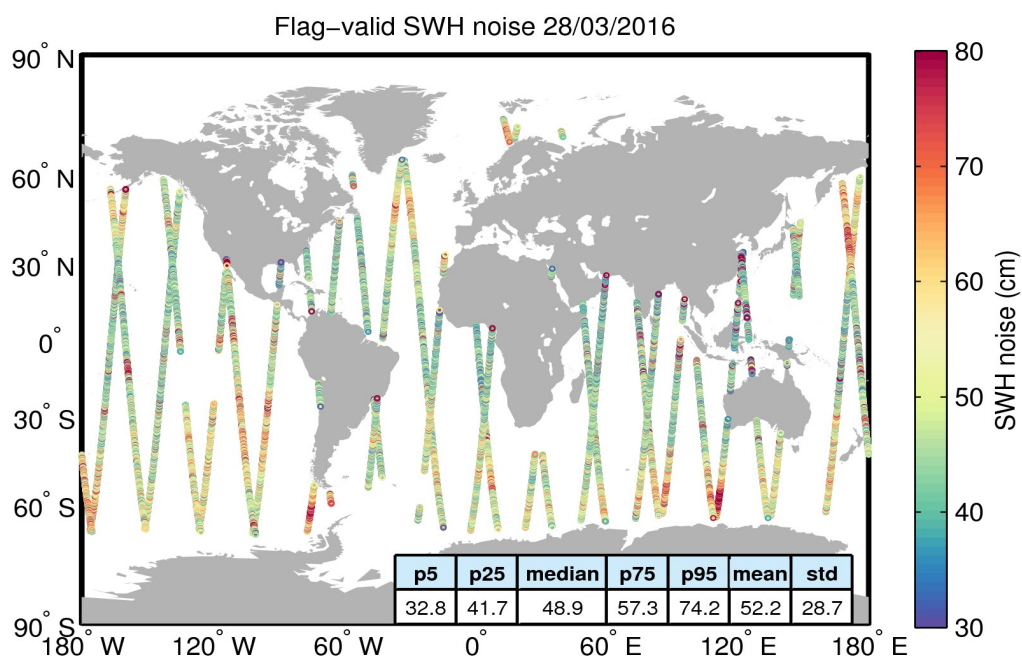 Flag−valid SWH noise 28/03/2016
90° N
60° N
30° N
0°
30° S
60° S
90° S
180° W
120° W
60° W
0°
60° E
120° E
180° E
80
70
60
50
40
30
SWH noise (cm)
p5 p25 median p75 p95 mean std
32.8 41.7 48.9 57.3 74.2 52.2 28.7